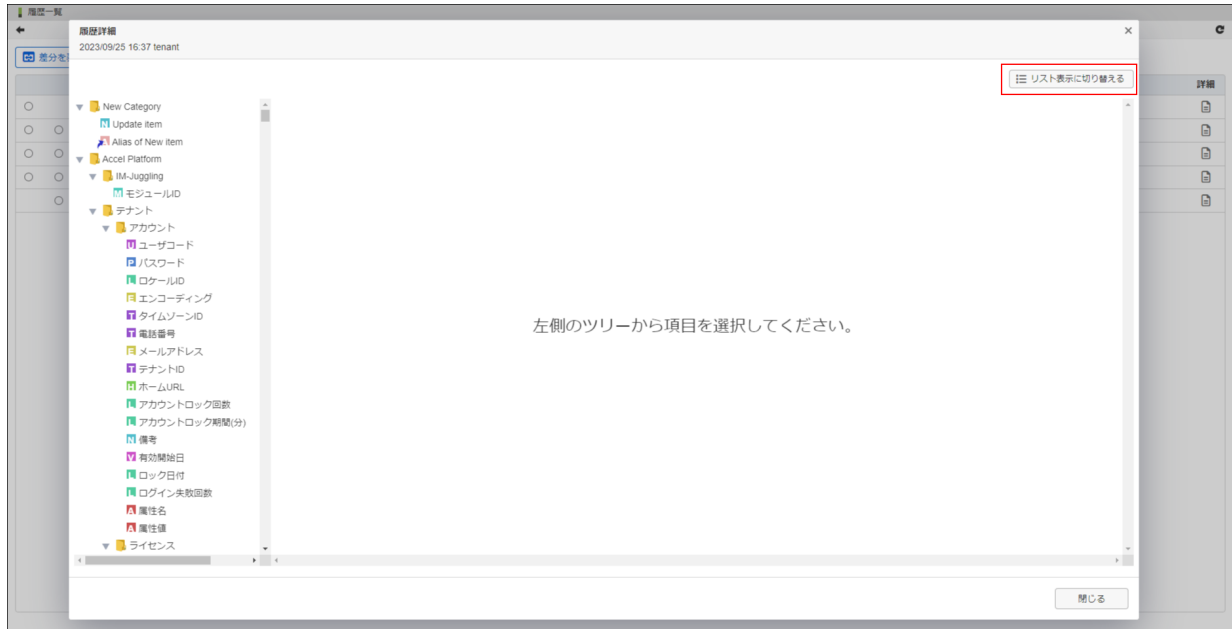 履歴一覧
履歴詳細
2023/09/25 16:37 tenant
差分を
リスト表示に切り替える
詳細
New Category
Update item
Alias of New item
Accel Platform
IM-Juggling
モジュールID
テナント
アカウント
ユーザコード
パスワード
ロケールID
エンコーディング
タイムゾーンID
電話番号
メールアドレス
テナントID
ホームURL
アカウントロック回数
アカウントロック期間(分)
備考
有効開始日
ロック日付
ログイン失敗回数
属性名
属性値
ライセンス
左側のツリーから項目を選択してください。
閉じる